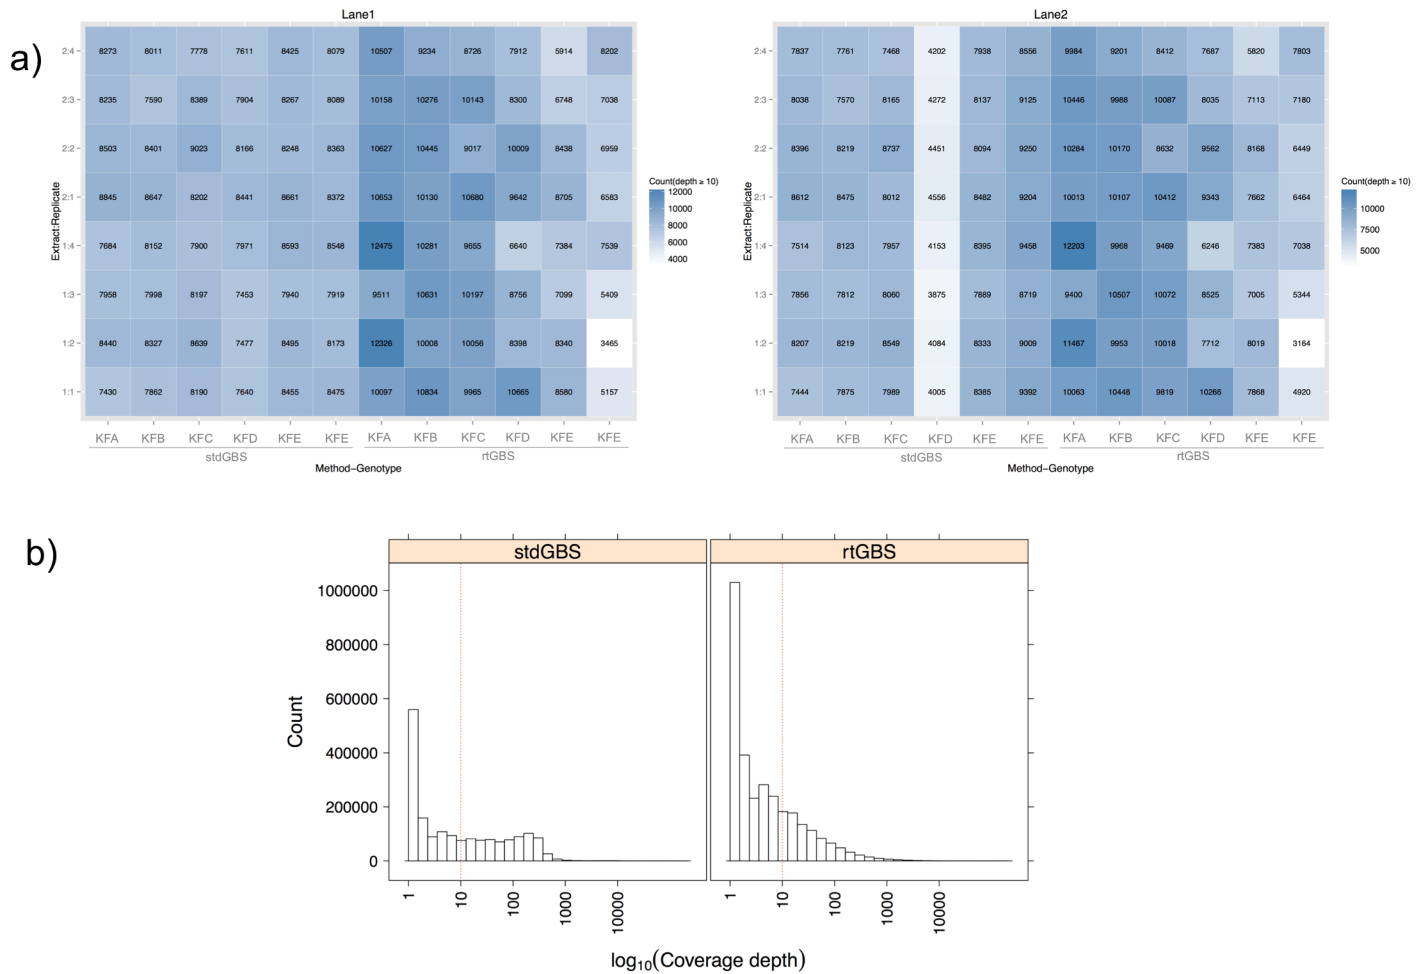 a)
Lane1
2:4 8273 8011 7778 7611 8425 8079 10507 9234 8726 7912 5914 8202
2:3 8235 7590 8389 7904 8267 8089 10158 10276 10143 8300 6748 7038
2:2 8503 8401 9023 8166 8248 8363 10627 10445 9017 10009 8438 6959
2:1 8845 8647 8202 8441 8661 8372 10653 10130 10680 9642 8705 6583
1:4 7684 8152 7900 7971 8593 8548 12475 10281 9655 6640 7384 7539
1:3 7958 7998 8197 7453 7940 7919 9511 10631 10197 8756 7099 5409
1:2 8440 8327 8639 7477 8495 8173 12326 10008 10056 8398 8340 3465
1:1 7430 7862 8190 7640 8455 8475 10097 10834 9965 10665 8580 5157
Extract:Replicate
KFA KFB KFC KFD KFE KFE KFA KFB KFC KFD KFE KFE
stdGBS rtGBS
Method−Genotype
Count(depth ≥ 10)
12000
10000
8000
6000
4000
Lane2
2:4 7837 7761 7468 4202 7938 8556 9984 9201 8412 7687 5820 7803
2:3 8038 7570 8165 4272 8137 9125 10446 9988 10087 8035 7113 7180
2:2 8396 8219 8737 4451 8094 9250 10284 10170 8632 9562 8168 6449
2:1 8612 8475 8012 4556 8482 9204 10013 10107 10412 9343 7662 6464
1:4 7514 8123 7957 4153 8395 9458 12203 9968 9469 6246 7383 7038
1:3 7856 7812 8060 3875 7889 8719 9400 10507 10072 8525 7005 5344
1:2 8207 8219 8549 4084 8333 9009 11467 9953 10018 7712 8019 3164
1:1 7444 7875 7989 4005 8385 9392 10063 10448 9819 10266 7868 4920
Extract:Replicate
KFA KFB KFC KFD KFE KFE KFA KFB KFC KFD KFE KFE
stdGBS rtGBS
Method−Genotype
Count(depth ≥ 10)
10000
7500
5000
b)
stdGBS rtGBS
1000000
800000
600000
400000
200000
0
Count
1 10 100 1000 10000 1 10 100 1000 10000
log10(Coverage depth)